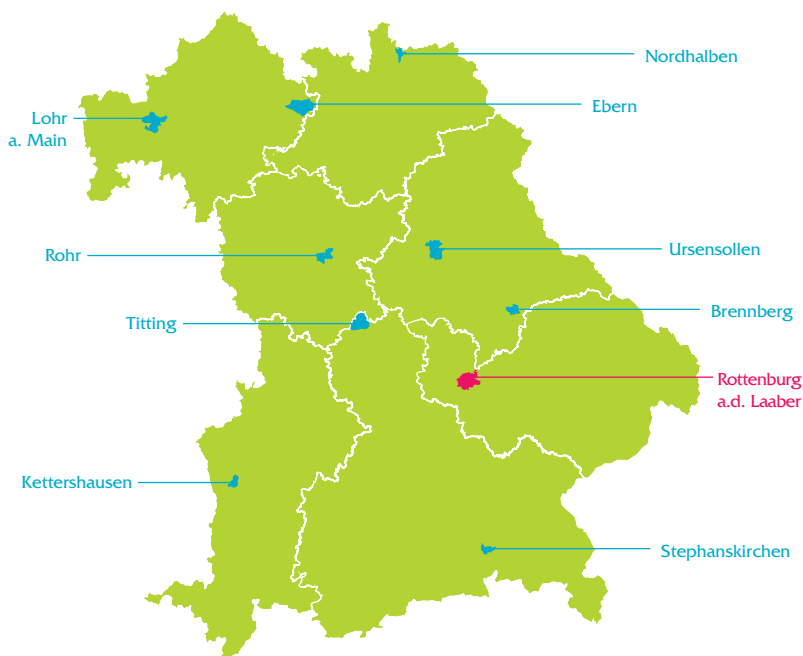 Nordhalben
Ebern
Lohr
a. Main
Rohr
Ursensollen
Titting
Brennberg
Rottenburg
a.d. Laaber
Kettershausen
Stephanskirchen